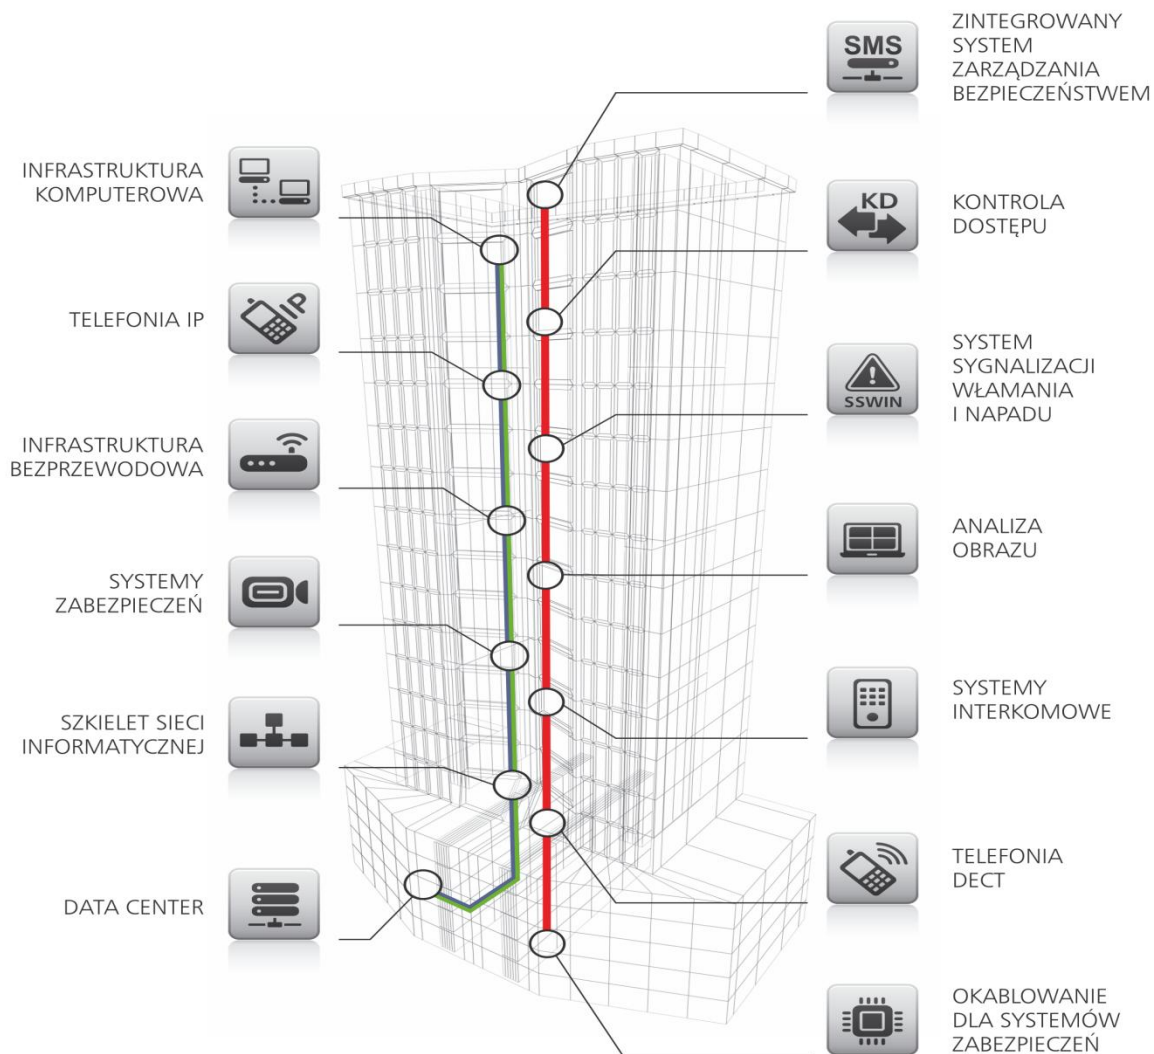 INFRASTRUKTURA
KOMPUTEROWA
TELEFONIA IP
IP
INFRASTRUKTURA
BEZPRZEWODOWA
SYSTEMY
ZABEZPIECZEŃ
SZKIELET SIECI
INFORMATYCZNEJ
DATA CENTER
SMS
ZINTEGROWANY
SYSTEM
ZARZĄDZANIA
BEZPIECZEŃSTWEM
KD
KONTROLA
DOSTĘPU
SSWIN
SYSTEM
SYGNALIZACJI
WŁAMANIA
I NAPADU
ANALIZA
OBRAZU
SYSTEMY
INTERKOMOWE
TELEFONIA
DECT
OKABLOWANIE
DLA SYSTEMÓW
ZABEZPIECZEŃ